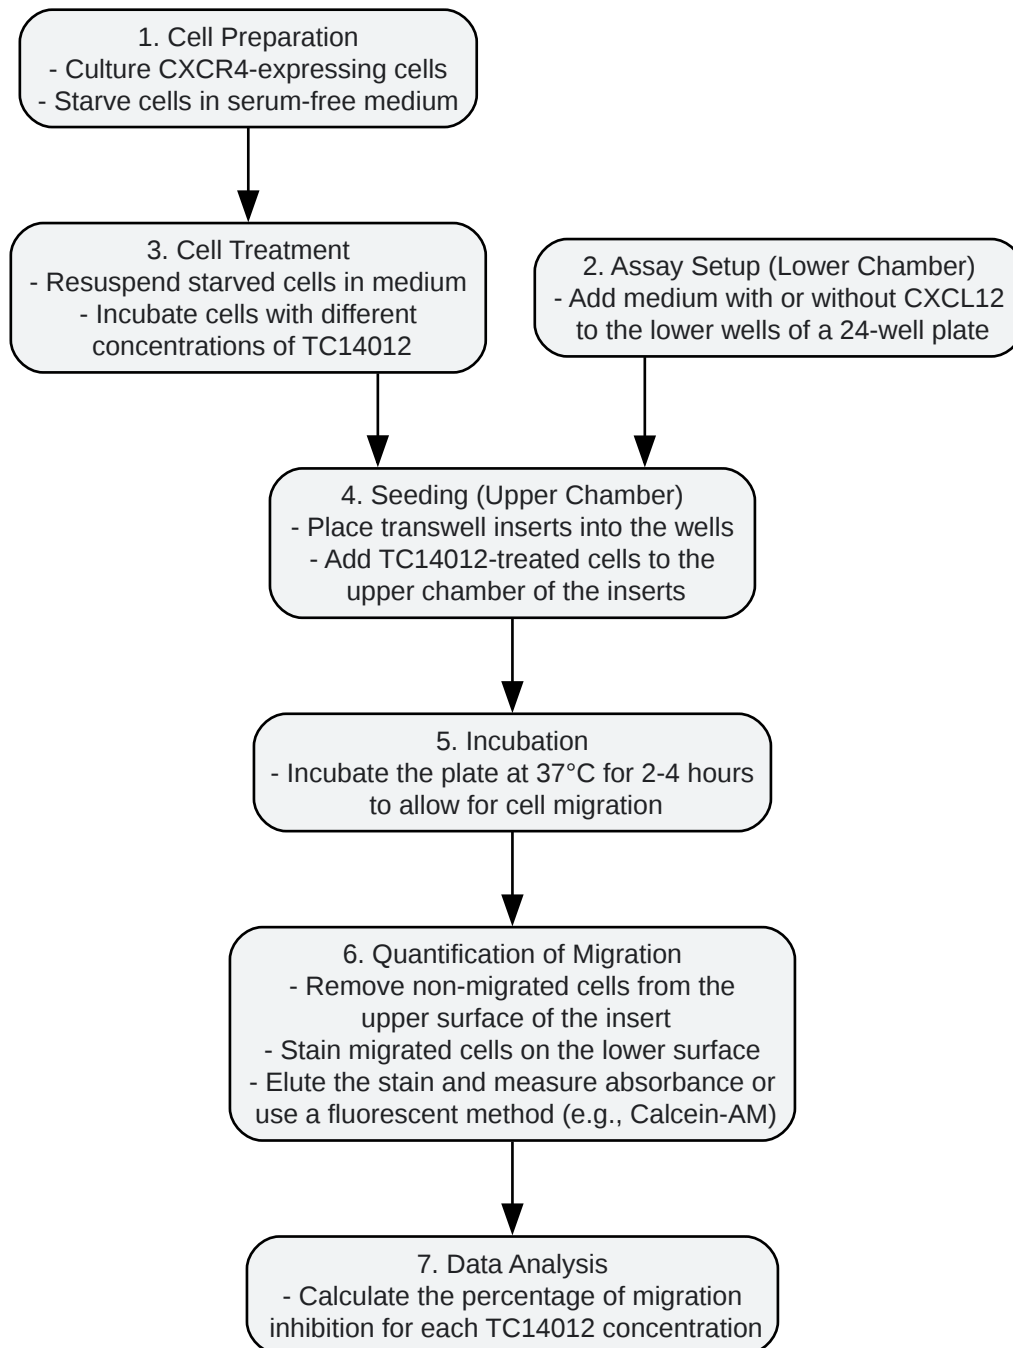 1. Cell Preparation
- Culture CXCR4-expressing cells
- Starve cells in serum-free medium
3. Cell Treatment
- Resuspend starved cells in medium
- Incubate cells with different
concentrations of TC14012
2. Assay Setup (Lower Chamber)
- Add medium with or without CXCL12
to the lower wells of a 24-well plate
4. Seeding (Upper Chamber)
- Place transwell inserts into the wells
- Add TC14012-treated cells to the
upper chamber of the inserts
5. Incubation
- Incubate the plate at 37°C for 2-4 hours
to allow for cell migration
6. Quantification of Migration
- Remove non-migrated cells from the
upper surface of the insert
- Stain migrated cells on the lower surface
- Elute the stain and measure absorbance or
use a fluorescent method (e.g., Calcein-AM)
7. Data Analysis
- Calculate the percentage of migration
inhibition for each TC14012 concentration